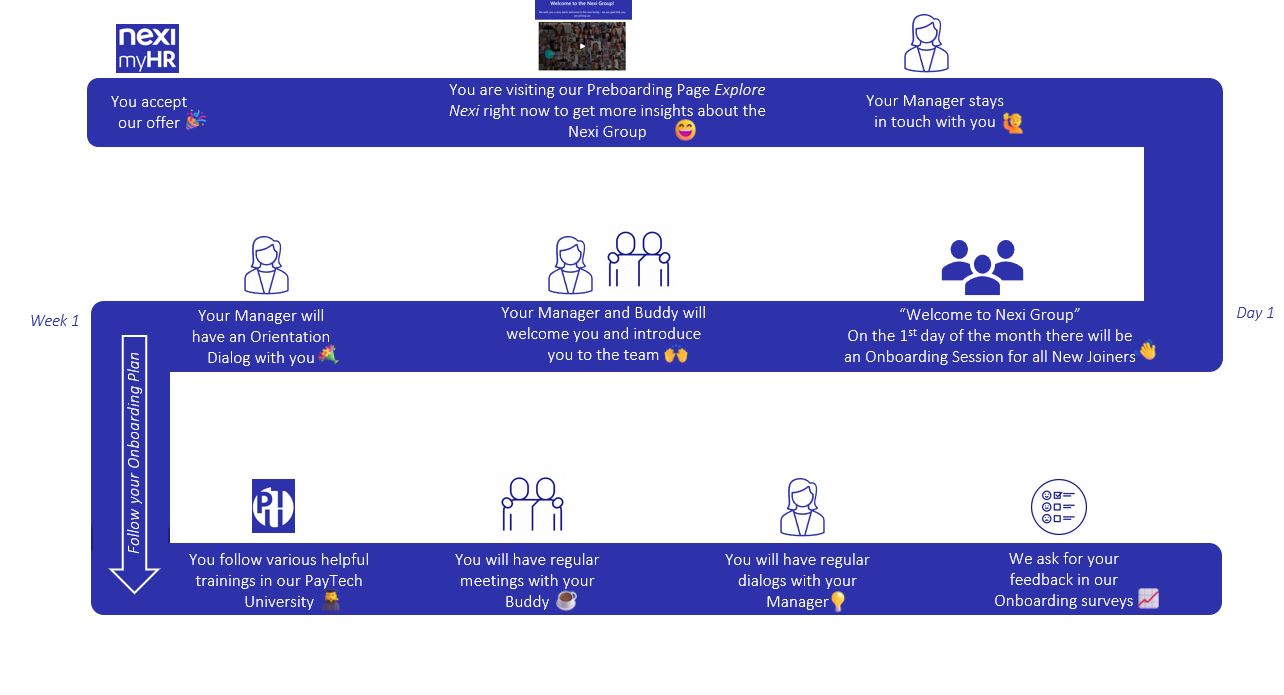 Welcome to the Nexi Group!
nexi
myHR
You accept
our offer
You are visiting our Preboarding Page Explore
Nexi right now to get more insights about the
Nexi Group
Your Manager stays
in touch with you
Day 1
"Welcome to Nexi Group"
On the 1st day of the month there will be
an Onboarding Session for all New Joiners
Your Manager and Buddy will
welcome you and introduce
you to the team
Your Manager will
have an Orientation
Dialog with you
Week 1
Follow your Onboarding Plan
You follow various helpful
trainings in our PayTech
University
You will have regular
meetings with your
Buddy
You will have regular
dialogs with your
Manager
We ask for your
feedback in our
Onboarding surveys